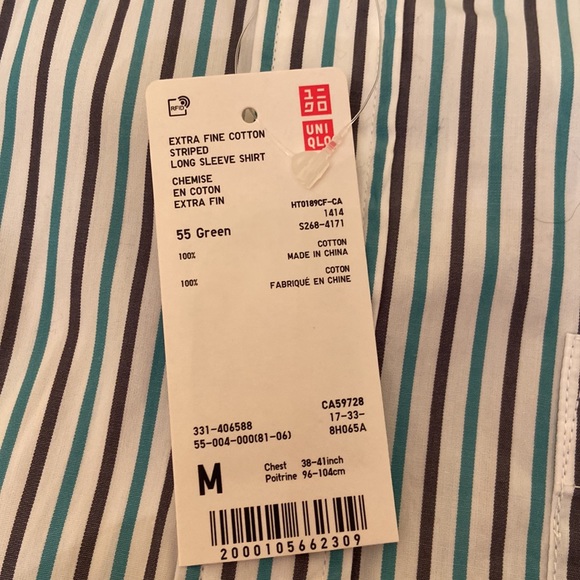 RFID
ユニ
クロ
UNI
QLO
EXTRA FINE COTTON
STRIPED
LONG SLEEVE SHIRT
CHEMISE
EN COTON
EXTRA FIN
HT0189CF-CA
1414
S268-4171
55 Green
100% COTTON
MADE IN CHINA
100% COTON
FABRIQUÉ EN CHINE
331-406588
55-004-000(81-06)
CA59728
17-33-
8H065A
M
Chest 38-41inch
Poitrine 96-104cm
2000105662309